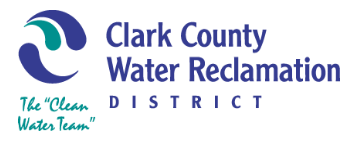 Clark County
Water Reclamation
DISTRICT
The "Clean
Water Team"